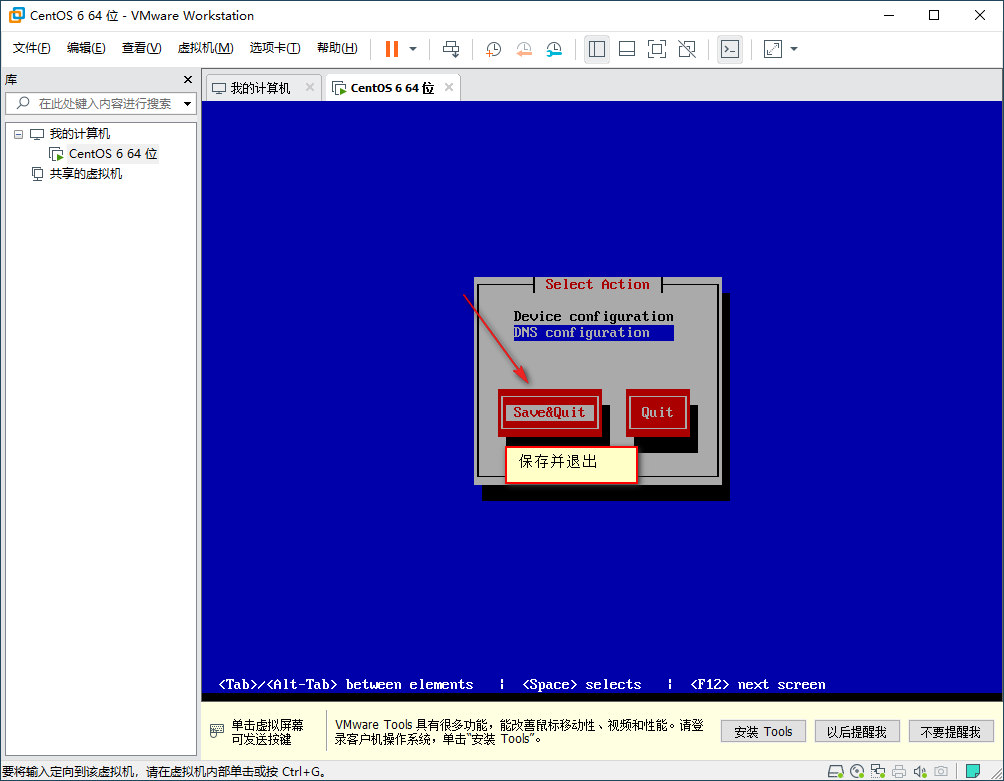 CentOS 6 64 位 - VMware Workstation
文件(F) 编辑(E) 查看(V) 虚拟机(M) 选项卡(T) 帮助(H)
库
在此处键入内容进行搜索
我的计算机
CentOS 6 64 位
共享的虚拟机
我的计算机
CentOS 6 64 位
Select Action
Device configuration
DNS configuration
Save&Quit
Quit
保存并退出
<Tab>/<Alt-Tab> between elements | <Space> selects | <F12> next screen
单击虚拟屏幕
可发送按键
VMware Tools 具有很多功能，能改善鼠标移动性、视频和性能。请登
录客户机操作系统，单击“安装 Tools”。
安装 Tools
以后提醒我
不要提醒我
要将输入定向到该虚拟机，请在虚拟机内部单击或按 Ctrl+G。